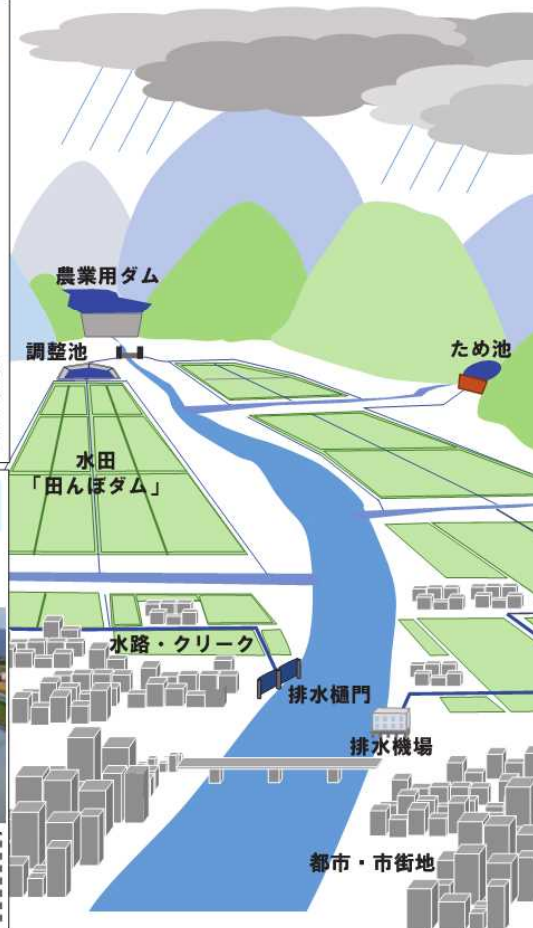 農業用ダム
調整池
ため池
水田
「田んぼダム」
水路・クリーク
排水樋門
排水機場
都市・市街地